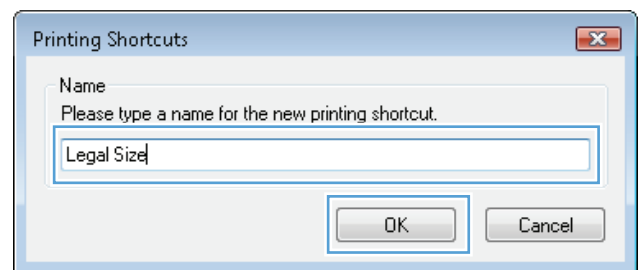 Printing Shortcuts
Name
Please type a name for the new printing shortcut.
Legal Size
OK
Cancel